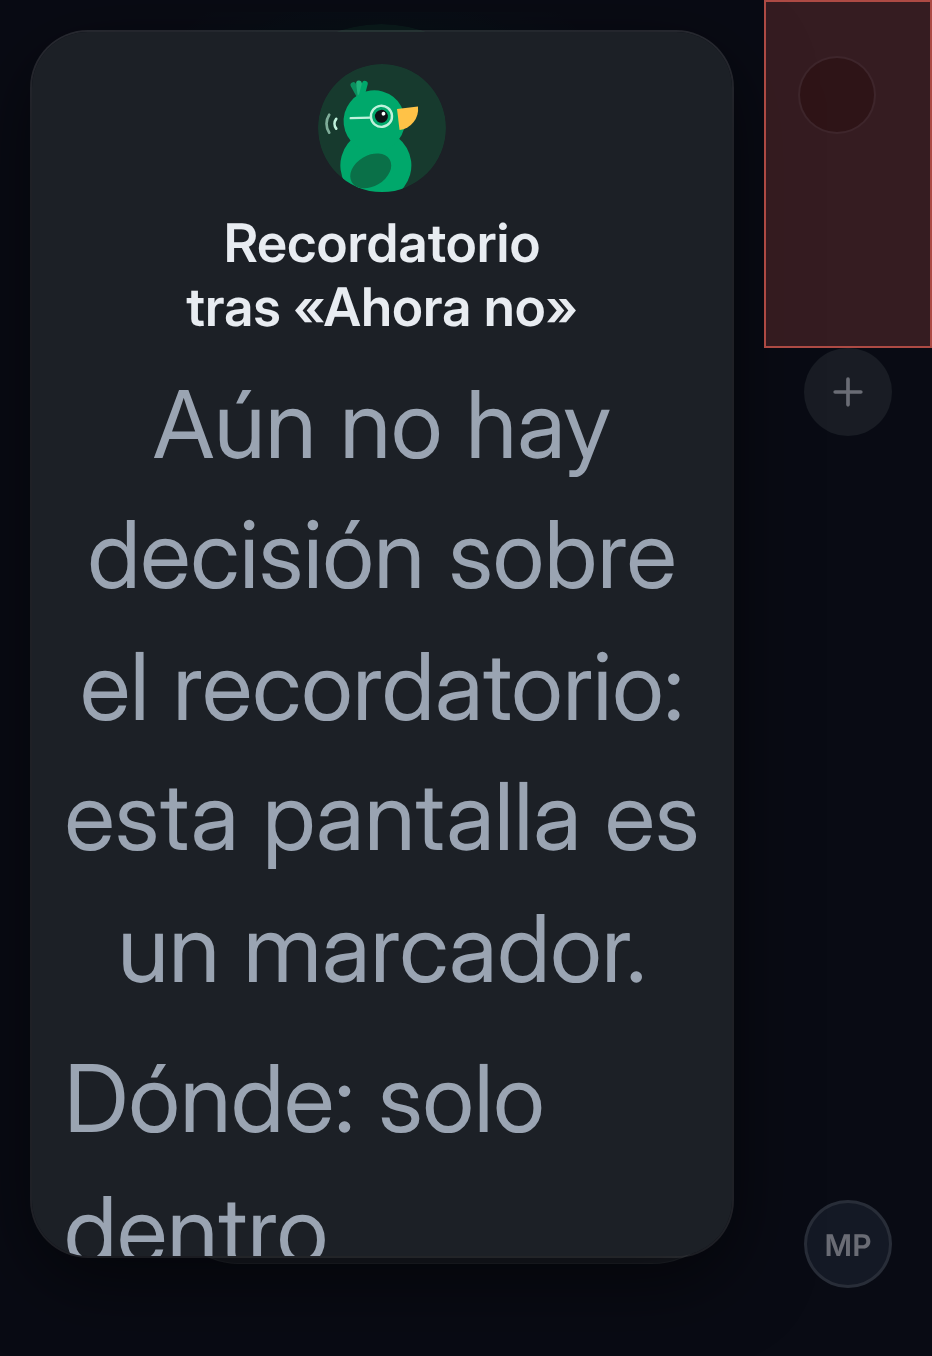 Recordatorio
tras «Ahora no»
Aún no hay
decisión sobre
el recordatorio:
esta pantalla es
un marcador.
Dónde: solo
dentro
MP